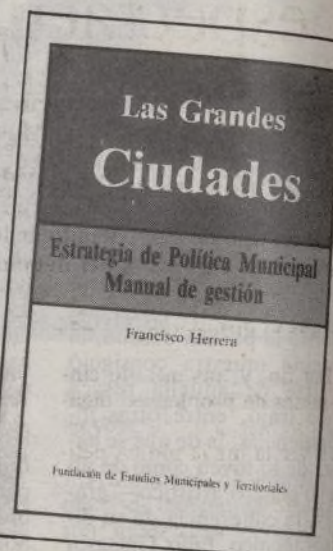 Las Grandes
Ciudades
Estrategia de Política Municipal
Manual de gestión
Francisco Herrera
Fundación de Estudios Municipales y Territoriales